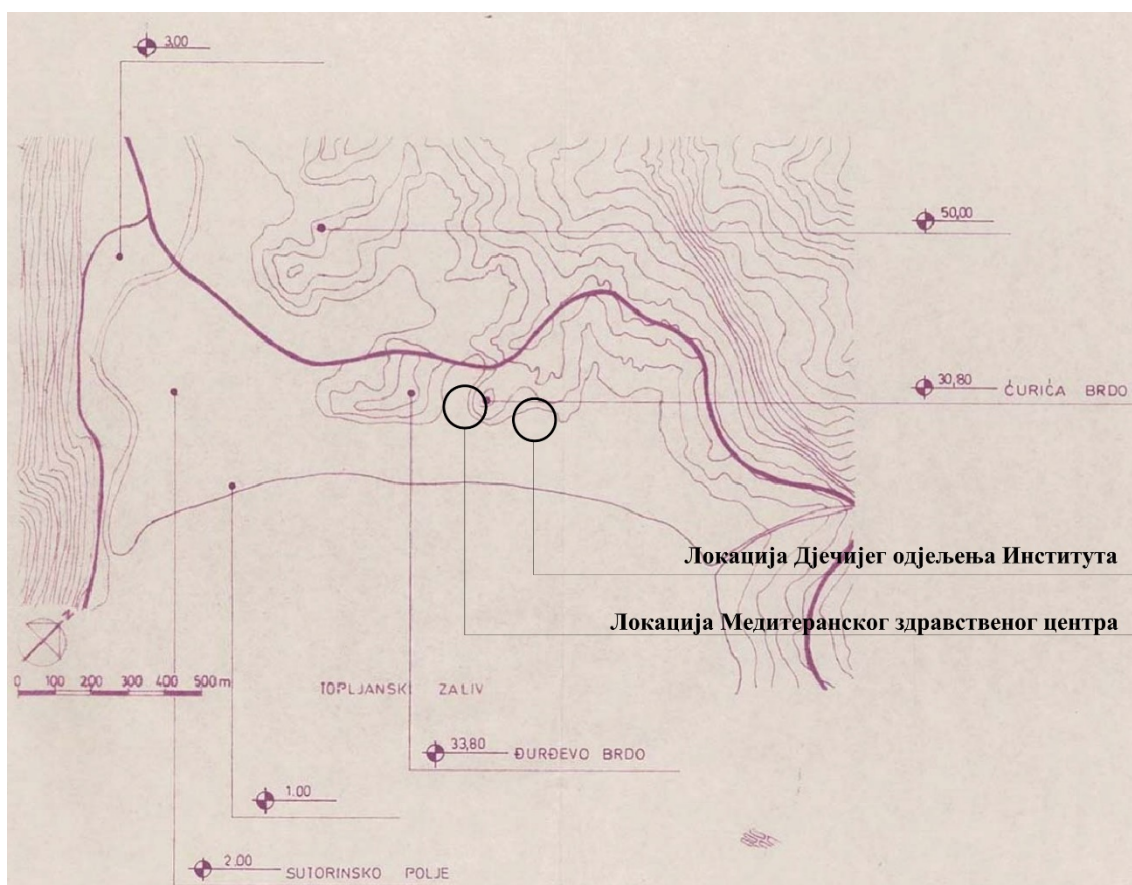 3,00
50,00
30,80 ĆURIĆA BRDO
Локација Дјечијег одјељења Института
Локација Медитеранског здравственог центра
N
0 100 200 300 400 500 m
TOPLJANSKI ZALIV
33,80 ĐURĐEVO BRDO
1.00
2.00 SUTORINSKO POLJE